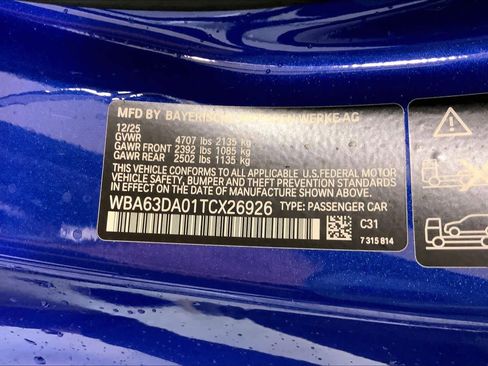 MFD BY BAYERISCHE MOTOREN WERKE AG
12/25
GVWR 4707 lbs 2135 kg
GAWR FRONT 2392 lbs 1085 kg
GAWR REAR 2502 lbs 1135 kg
THIS VEHICLE CONFORMS TO ALL APPLICABLE U.S.FEDERAL MOTOR
VEHICLE SAFETY, BUMPER, AND THEFT PREVENTION STANDARDS
IN EFFECT ON THE DATE OF MANUFACTURE SHOWN ABOVE.
WBA63DA01TCX26926 TYPE: PASSENGER CAR
C31
7 315 814